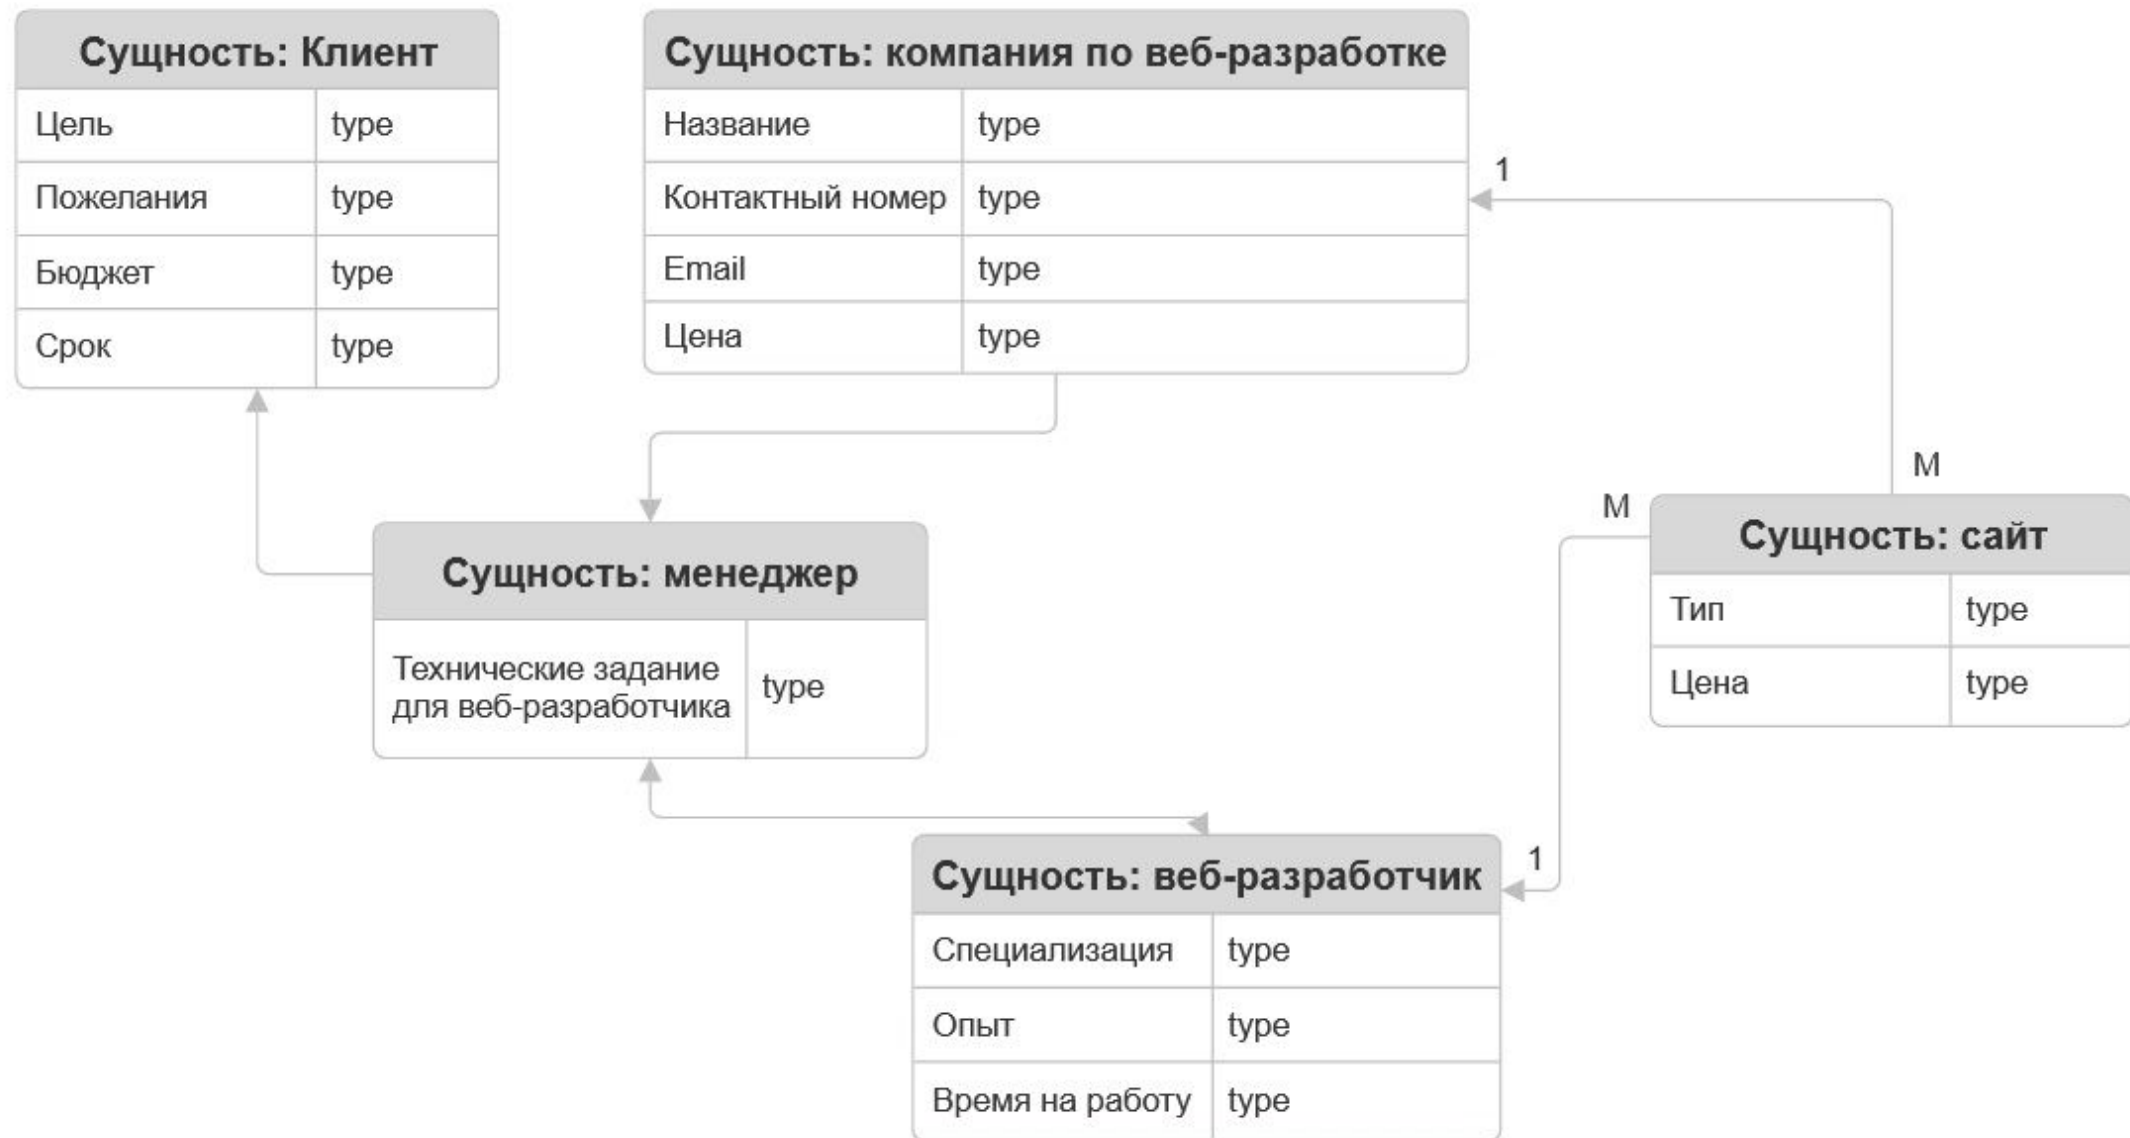 Сущность: Клиент
Цель type
Пожелания type
Бюджет type
Срок type
Сущность: компания по веб-разработке
Название type
Контактный номер type
Email type
Цена type
1
M
M
Сущность: сайт
Тип type
Цена type
Сущность: менеджер
Технические задание
для веб-разработчика
type
1
Сущность: веб-разработчик
Специализация type
Опыт type
Время на работу type